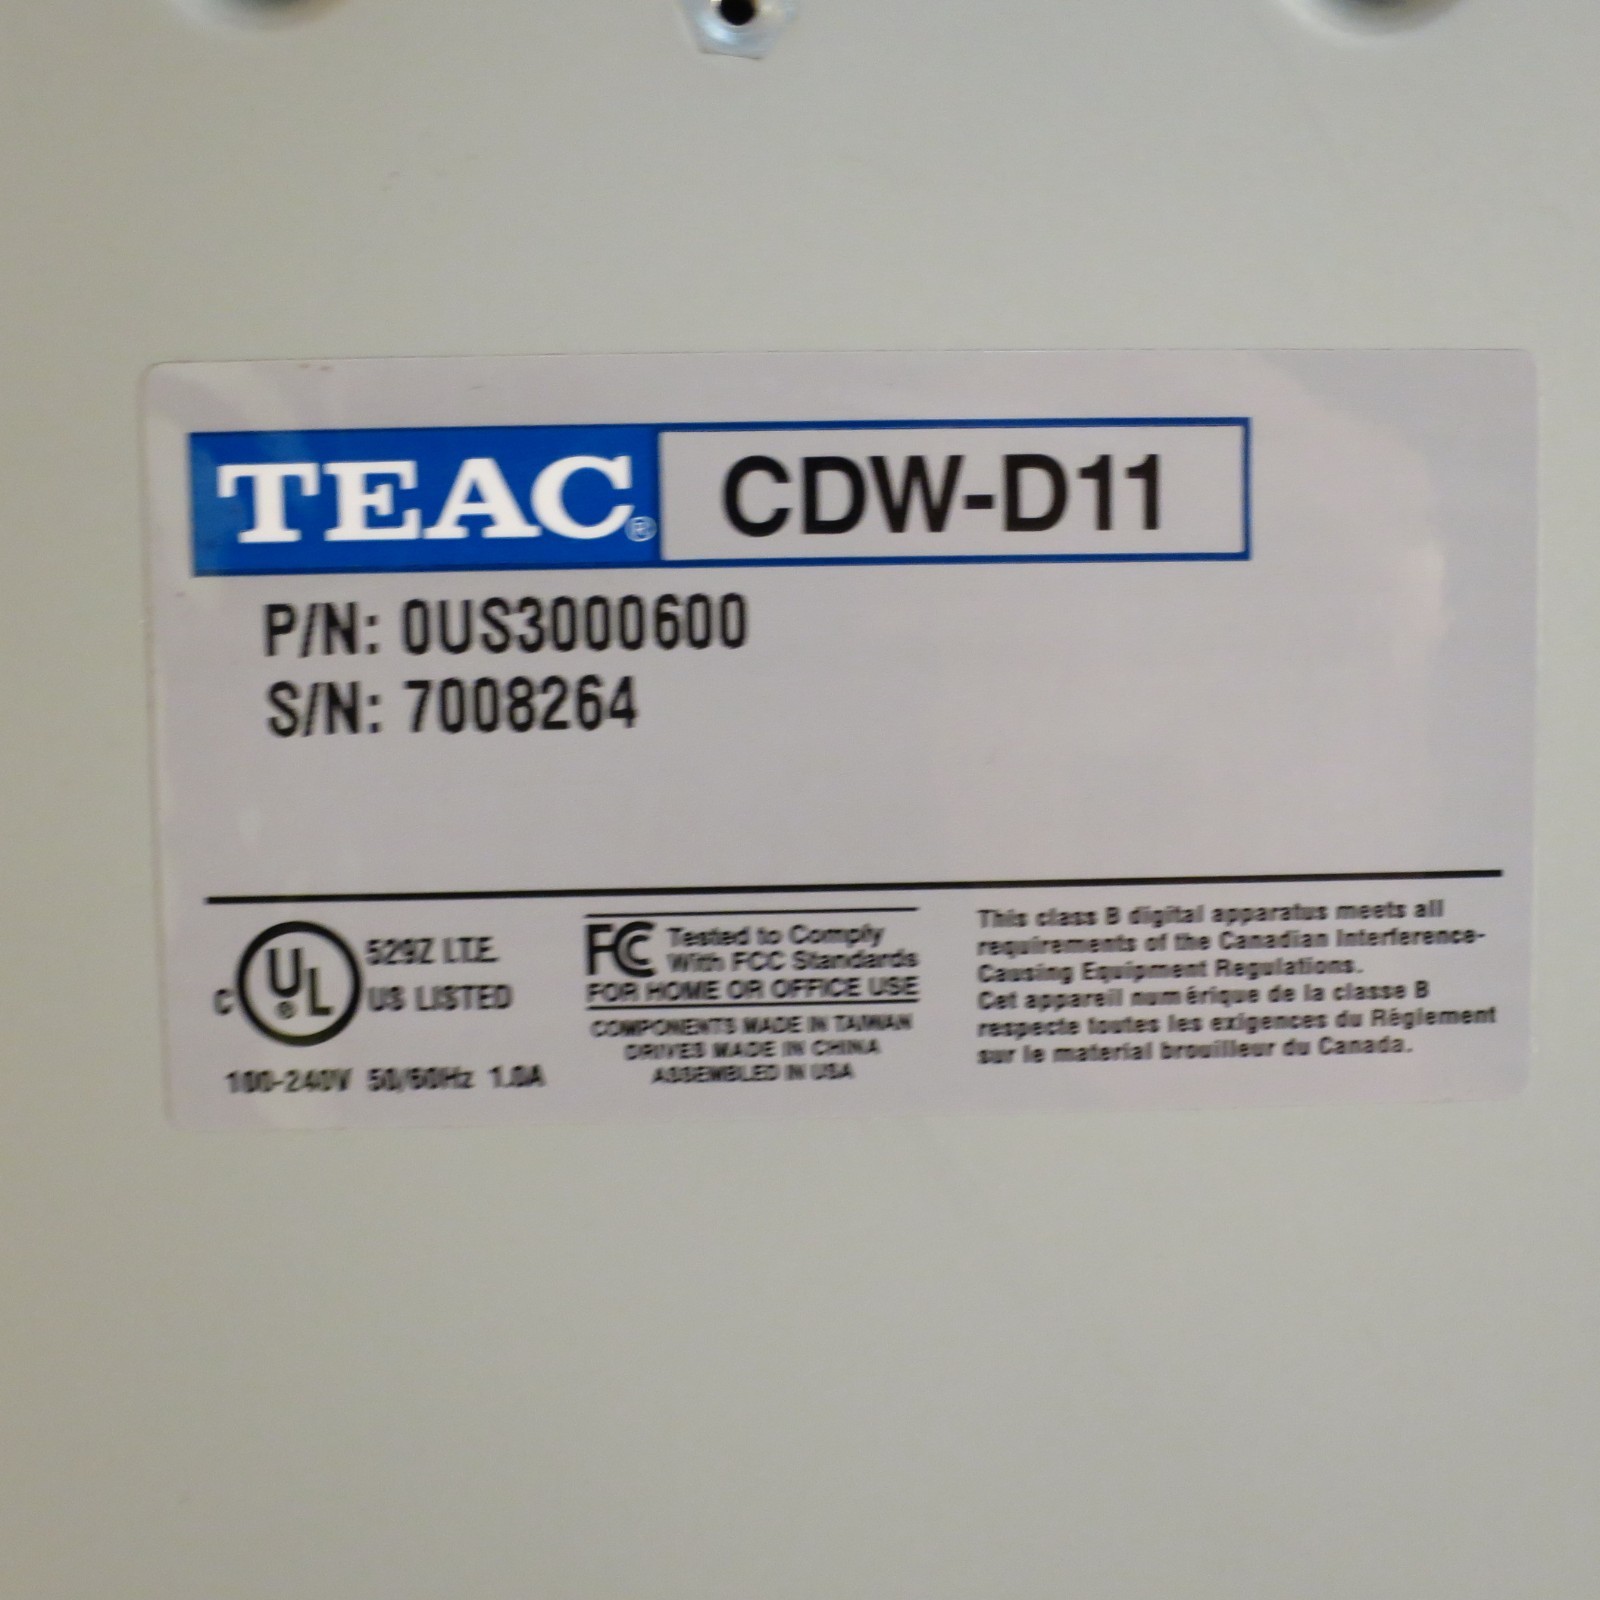 TEAC® CDW-D11
P/N: 0US3000600
S/N: 7008264
C UL® 529Z I.T.E.
US LISTED
100-240V 50/60Hz 1.0A
FC Tested to Comply
With FCC Standards
FOR HOME OR OFFICE USE
COMPONENTS MADE IN TAIWAN
DRIVES MADE IN CHINA
ASSEMBLED IN USA
This class B digital apparatus meets all
requirements of the Canadian Interference-
Causing Equipment Regulations.
Cet appareil numérique de la classe B
respecte toutes les exigences du Règlement
sur le material brouilleur du Canada.